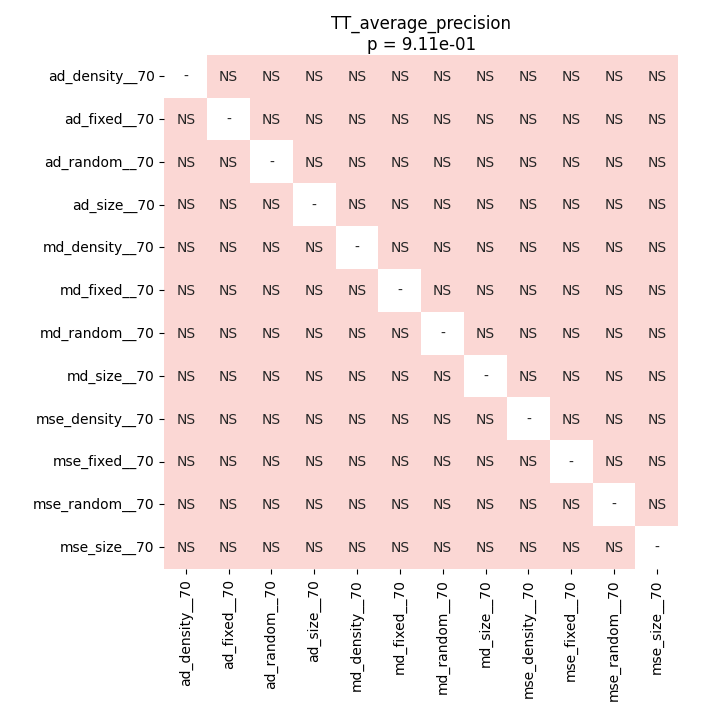 TT_average_precision
p = 9.11e-01
ad_density__70 - NS NS NS NS NS NS NS NS NS NS NS
ad_fixed__70 NS - NS NS NS NS NS NS NS NS NS NS
ad_random__70 NS NS - NS NS NS NS NS NS NS NS NS
ad_size__70 NS NS NS - NS NS NS NS NS NS NS NS
md_density__70 NS NS NS NS - NS NS NS NS NS NS NS
md_fixed__70 NS NS NS NS NS - NS NS NS NS NS NS
md_random__70 NS NS NS NS NS NS - NS NS NS NS NS
md_size__70 NS NS NS NS NS NS NS - NS NS NS NS
mse_density__70 NS NS NS NS NS NS NS NS - NS NS NS
mse_fixed__70 NS NS NS NS NS NS NS NS NS - NS NS
mse_random__70 NS NS NS NS NS NS NS NS NS NS - NS
mse_size__70 NS NS NS NS NS NS NS NS NS NS NS -
ad_density__70
ad_fixed__70
ad_random__70
ad_size__70
md_density__70
md_fixed__70
md_random__70
md_size__70
mse_density__70
mse_fixed__70
mse_random__70
mse_size__70